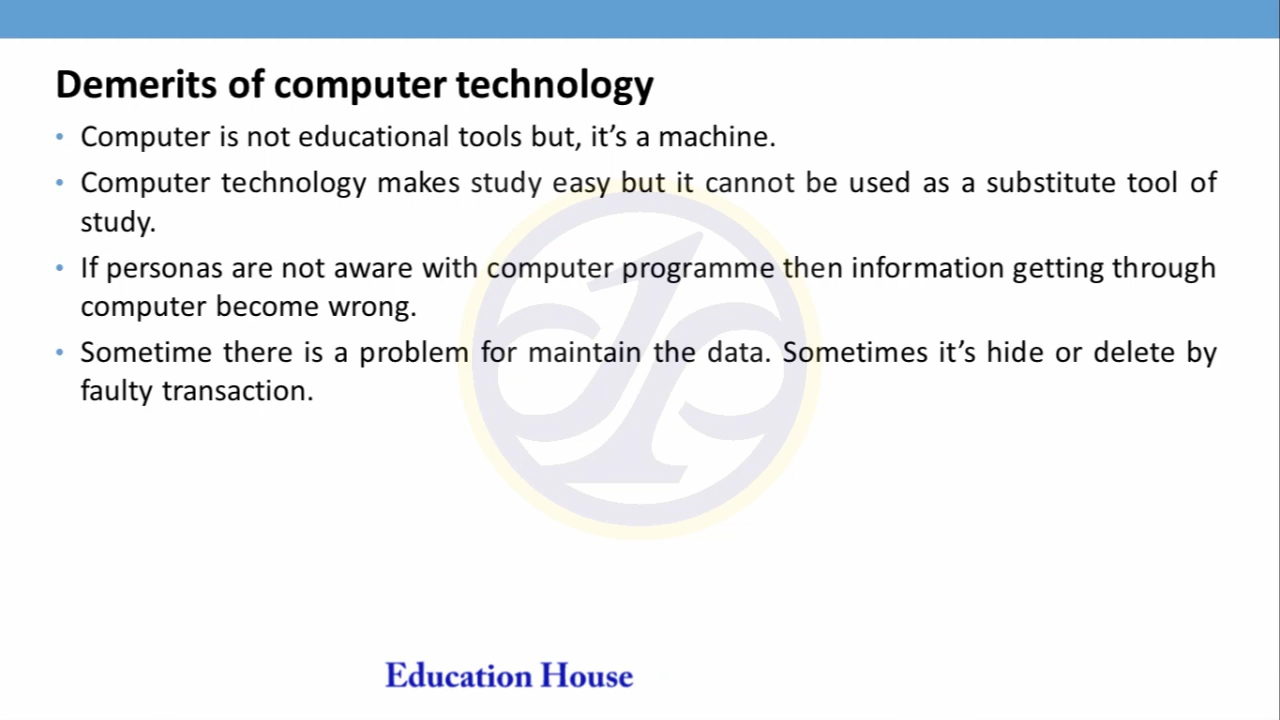 Demerits of computer technology
• Computer is not educational tools but, it’s a machine.
• Computer technology makes study easy but it cannot be used as a substitute tool of
study.
• If personas are not aware with computer programme then information getting through
computer become wrong.
• Sometime there is a problem for maintain the data. Sometimes it’s hide or delete by
faulty transaction.
Education House